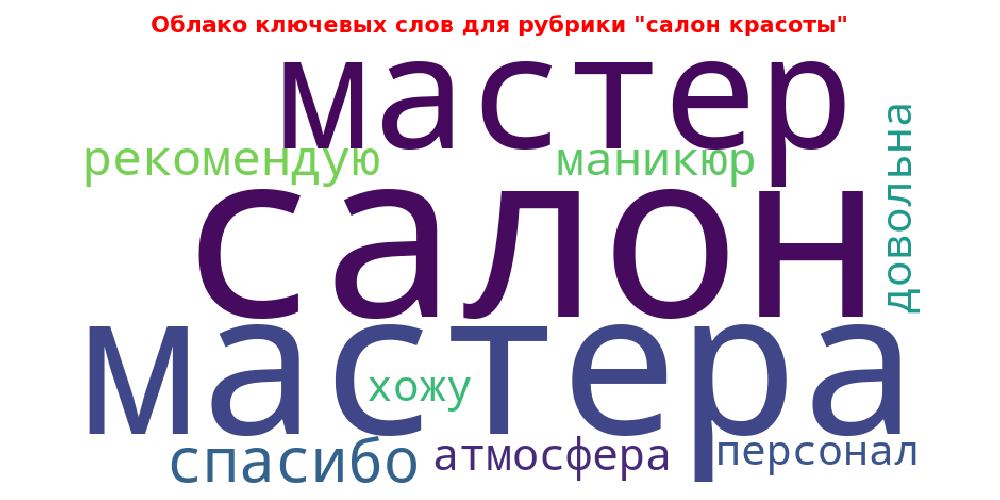 Облако ключевых слов для рубрики "салон красоты"
мастер
рекомендую
маникюр
довольна
салон
мастера
хожу
спасибо
атмосфера
персонал